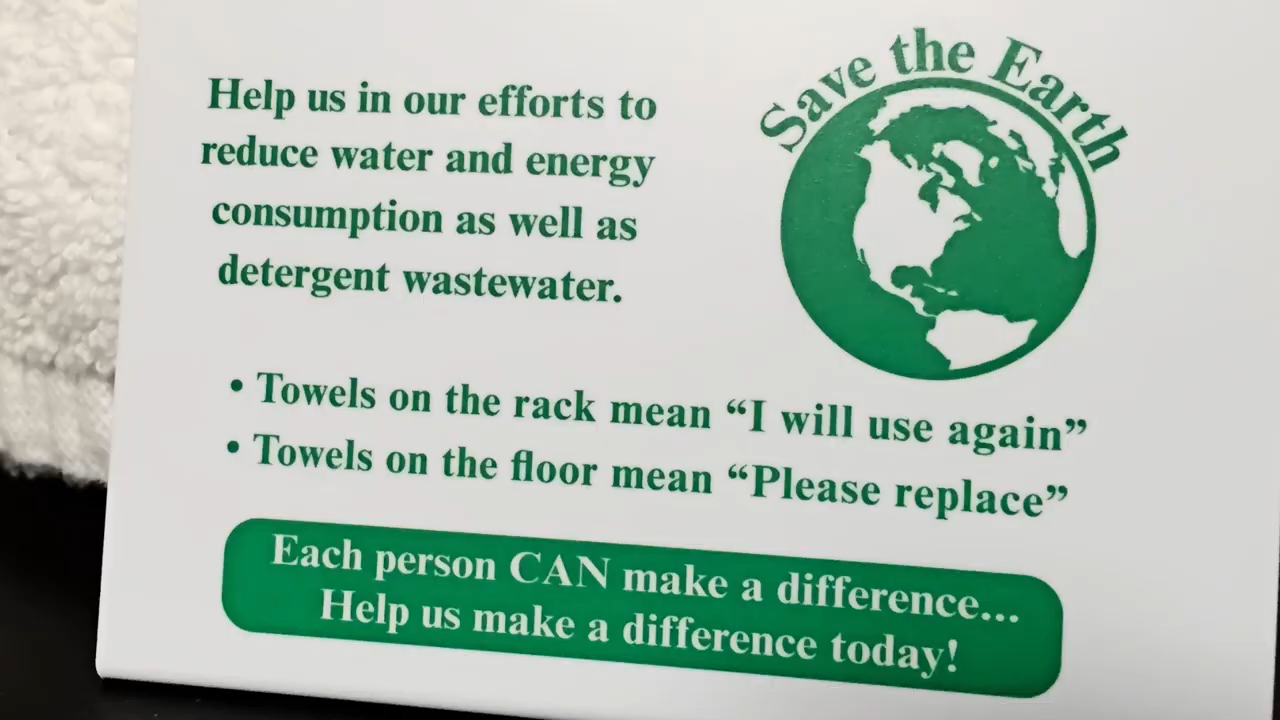 Save the Earth
Help us in our efforts to
reduce water and energy
consumption as well as
detergent wastewater.
• Towels on the rack mean “I will use again”
• Towels on the floor mean “Please replace”
Each person CAN make a difference...
Help us make a difference today!